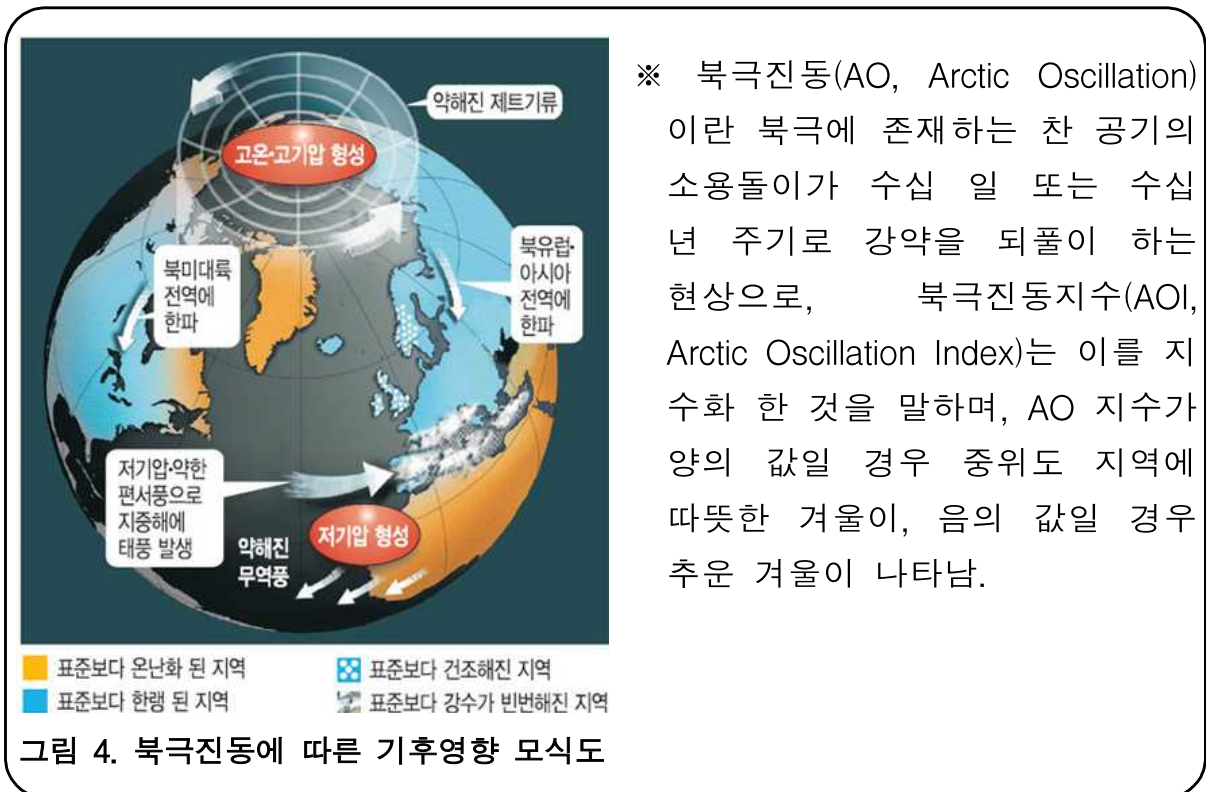 약해진 제트기류
고온·고기압 형성
북미대륙
전역에
한파
북유럽·
아시아
전역에
한파
저기압·약한
편서풍으로
지중해에
태풍 발생
저기압 형성
약해진
무역풍
표준보다 온난화 된 지역
표준보다 건조해진 지역
표준보다 한랭 된 지역
표준보다 강수가 빈번해진 지역
그림 4. 북극진동에 따른 기후영향 모식도
※ 북극진동(AO, Arctic Oscillation)
이란 북극에 존재하는 찬 공기의
소용돌이가 수십 일 또는 수십
년 주기로 강약을 되풀이 하는
현상으로, 북극진동지수(AOI,
Arctic Oscillation Index)는 이를 지
수화 한 것을 말하며, AO 지수가
양의 값일 경우 중위도 지역에
따뜻한 겨울이, 음의 값일 경우
추운 겨울이 나타남.